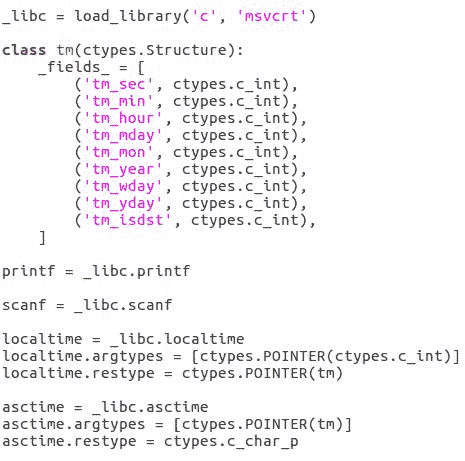 _libc = load_library('c', 'msvcrt')
class tm(ctypes.Structure):
    _fields_ = [
        ('tm_sec', ctypes.c_int),
        ('tm_min', ctypes.c_int),
        ('tm_hour', ctypes.c_int),
        ('tm_mday', ctypes.c_int),
        ('tm_mon', ctypes.c_int),
        ('tm_year', ctypes.c_int),
        ('tm_wday', ctypes.c_int),
        ('tm_yday', ctypes.c_int),
        ('tm_isdst', ctypes.c_int),
    ]
printf = _libc.printf
scanf = _libc.scanf
localtime = _libc.localtime
localtime.argtypes = [ctypes.POINTER(ctypes.c_int)]
localtime.restype = ctypes.POINTER(tm)
asctime = _libc.asctime
asctime.argtypes = [ctypes.POINTER(tm)]
asctime.restype = ctypes.c_char_p